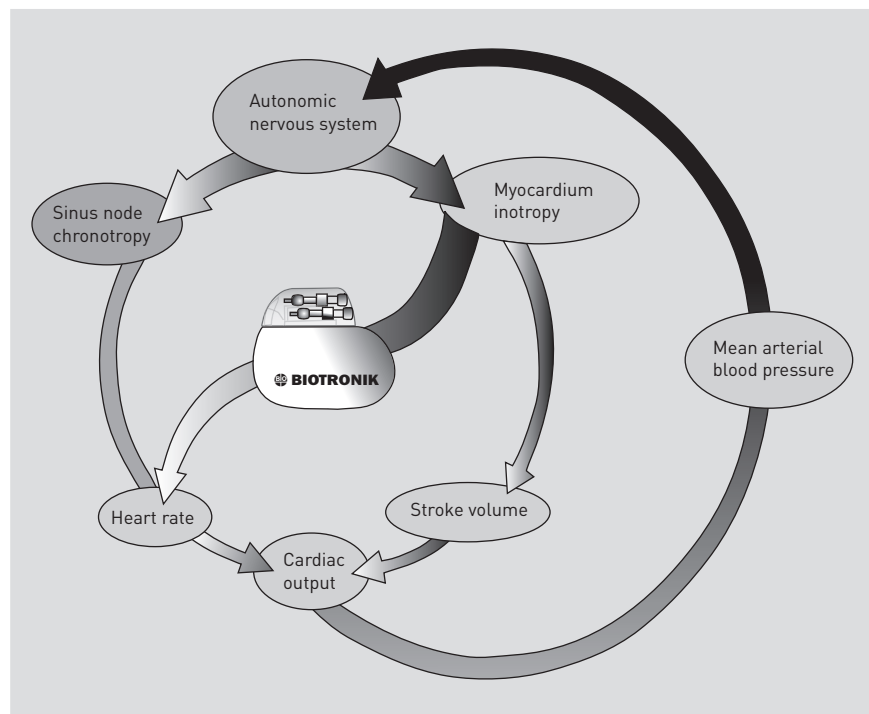 Autonomic
nervous system
Myocardium
inotropy
Sinus node
chronotropy
BIO BIOTRONIK
Mean arterial
blood pressure
Heart rate
Stroke volume
Cardiac
output